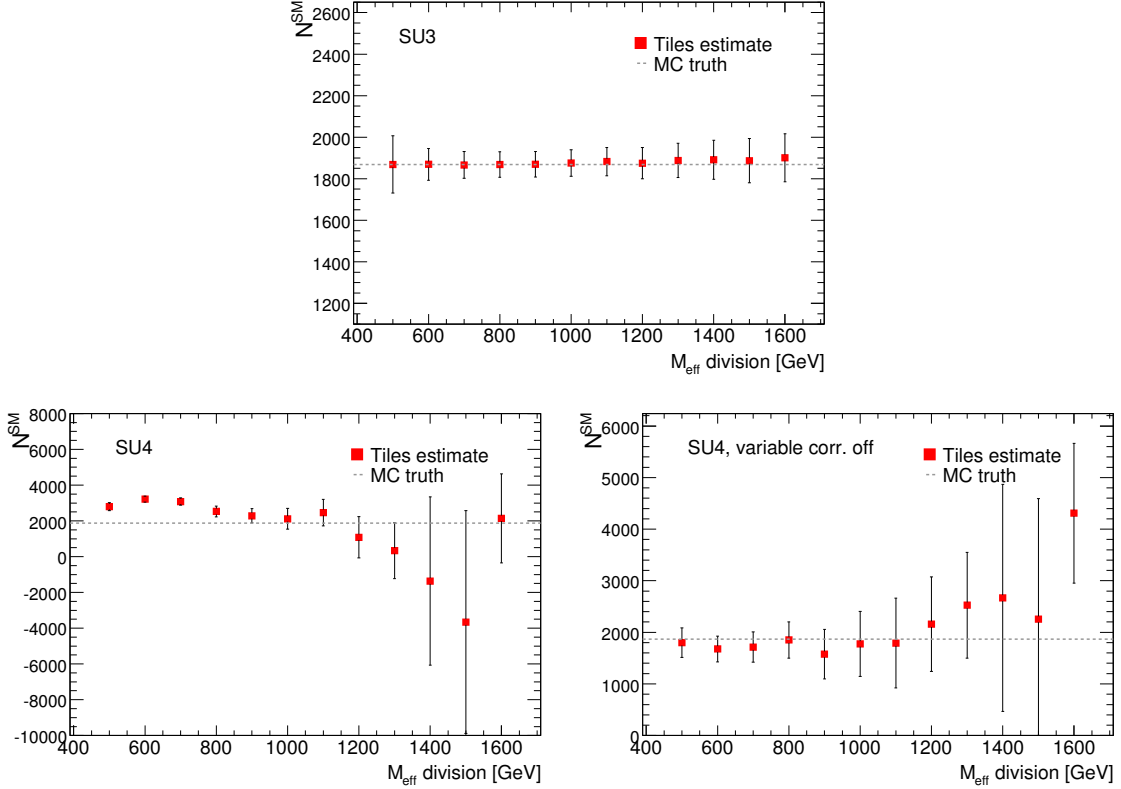 N^SM
2600
2400
2200
2000
1800
1600
1400
1200
SU3
Tiles estimate
MC truth
400 600 800 1000 1200 1400 1600
M_eff division [GeV]
N^SM
8000
6000
4000
2000
0
-2000
-4000
-6000
-8000
-10000
SU4
Tiles estimate
MC truth
400 600 800 1000 1200 1400 1600
M_eff division [GeV]
N^SM
6000
5000
4000
3000
2000
1000
0
SU4, variable corr. off
Tiles estimate
MC truth
400 600 800 1000 1200 1400 1600
M_eff division [GeV]